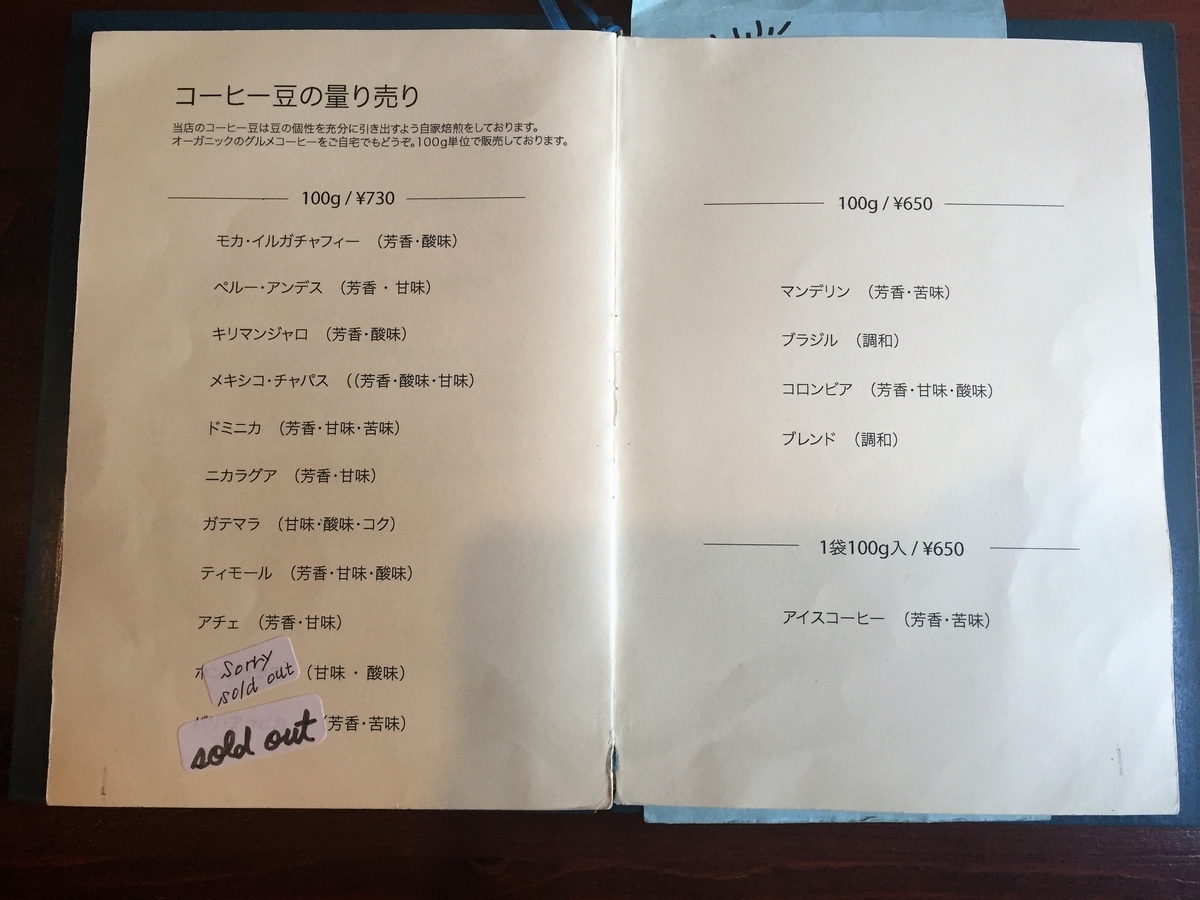 コーヒー豆の量り売り
当店のコーヒー豆は豆の個性を充分に引き出すよう自家焙煎をしております。
オーガニックのグルメコーヒーをご自宅でもどうぞ。100g単位で販売しております。
100g / ¥730
モカ・イルガチャフィー （芳香・酸味）
ペルー・アンデス （芳香 ・ 甘味）
キリマンジャロ （芳香・酸味）
メキシコ・チャパス （（芳香・酸味・甘味）
ドミニカ （芳香・甘味・苦味）
ニカラグア （芳香・甘味）
ガテマラ （甘味・酸味・コク）
ティモール （芳香・甘味・酸味）
アチェ （芳香・甘味）
Sorry
sold out
（甘味 ・ 酸味）
（芳香・苦味）
sold out
100g / ¥650
マンデリン （芳香・苦味）
ブラジル （調和）
コロンビア （芳香・甘味・酸味）
ブレンド （調和）
1袋100g入 / ¥650
アイスコーヒー （芳香・苦味）